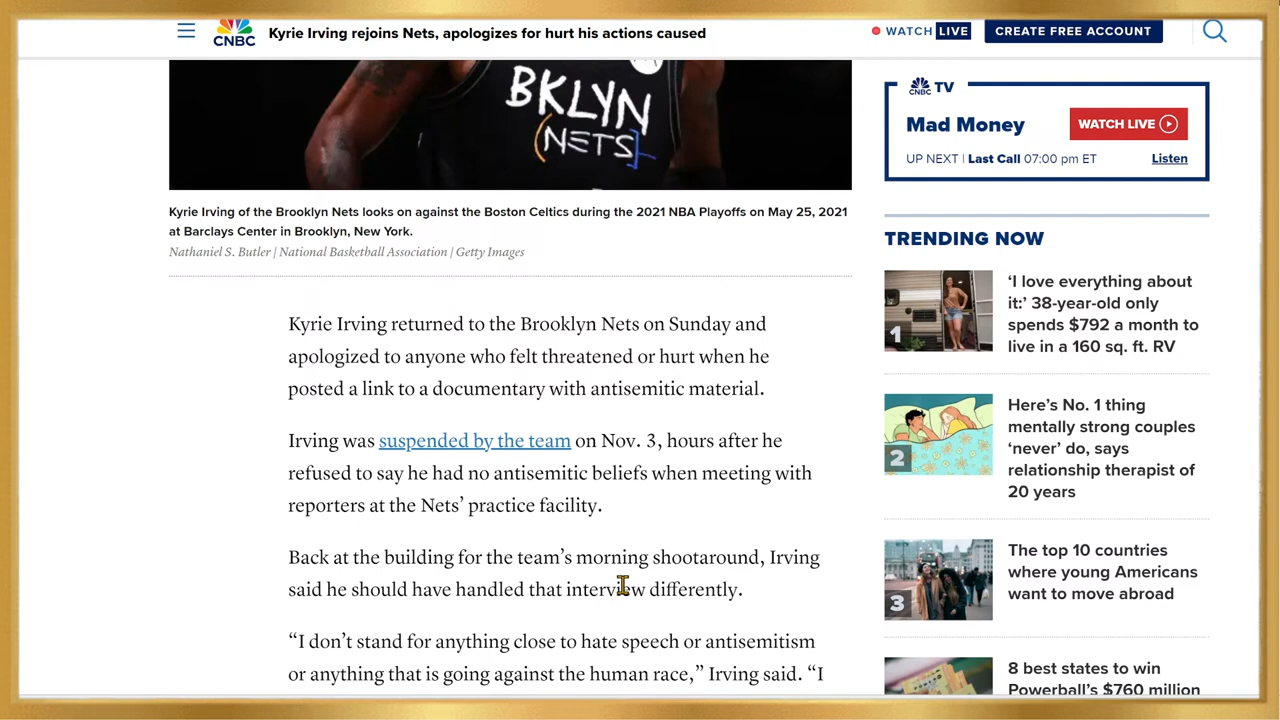 CNBC
Kyrie Irving rejoins Nets, apologizes for hurt his actions caused
WATCH LIVE
CREATE FREE ACCOUNT
BKLYN
(NETS)
Kyrie Irving of the Brooklyn Nets looks on against the Boston Celtics during the 2021 NBA Playoffs on May 25, 2021
at Barclays Center in Brooklyn, New York.
Nathaniel S. Butler | National Basketball Association | Getty Images
Kyrie Irving returned to the Brooklyn Nets on Sunday and
apologized to anyone who felt threatened or hurt when he
posted a link to a documentary with antisemitic material.
Irving was suspended by the team on Nov. 3, hours after he
refused to say he had no antisemitic beliefs when meeting with
reporters at the Nets’ practice facility.
Back at the building for the team’s morning shootaround, Irving
said he should have handled that interview differently.
“I don’t stand for anything close to hate speech or antisemitism
or anything that is going against the human race,” Irving said. “I
CNBC TV
Mad Money
WATCH LIVE
UP NEXT | Last Call 07:00 pm ET
Listen
TRENDING NOW
1
‘I love everything about
it:’ 38-year-old only
spends $792 a month to
live in a 160 sq. ft. RV
2
Here’s No. 1 thing
mentally strong couples
‘never’ do, says
relationship therapist of
20 years
3
The top 10 countries
where young Americans
want to move abroad
8 best states to win
Powerball’s $760 million